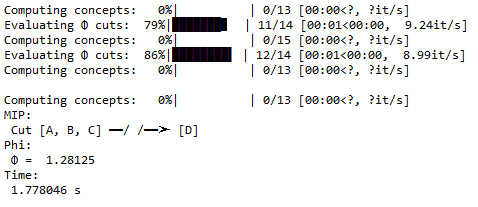 Computing concepts:   0%|          | 0/13 [00:00<?, ?it/s]
Evaluating Φ cuts:  79%|███████▊  | 11/14 [00:01<00:00,  9.24it/s]
Computing concepts:   0%|          | 0/15 [00:00<?, ?it/s]
Evaluating Φ cuts:  86%|████████▌ | 12/14 [00:01<00:00,  8.99it/s]
Computing concepts:   0%|          | 0/13 [00:00<?, ?it/s]
Computing concepts:   0%|          | 0/13 [00:00<?, ?it/s]
MIP:
Cut [A, B, C] ━━/ /━━➤ [D]
Phi:
Φ =  1.28125
Time:
1.778046 s